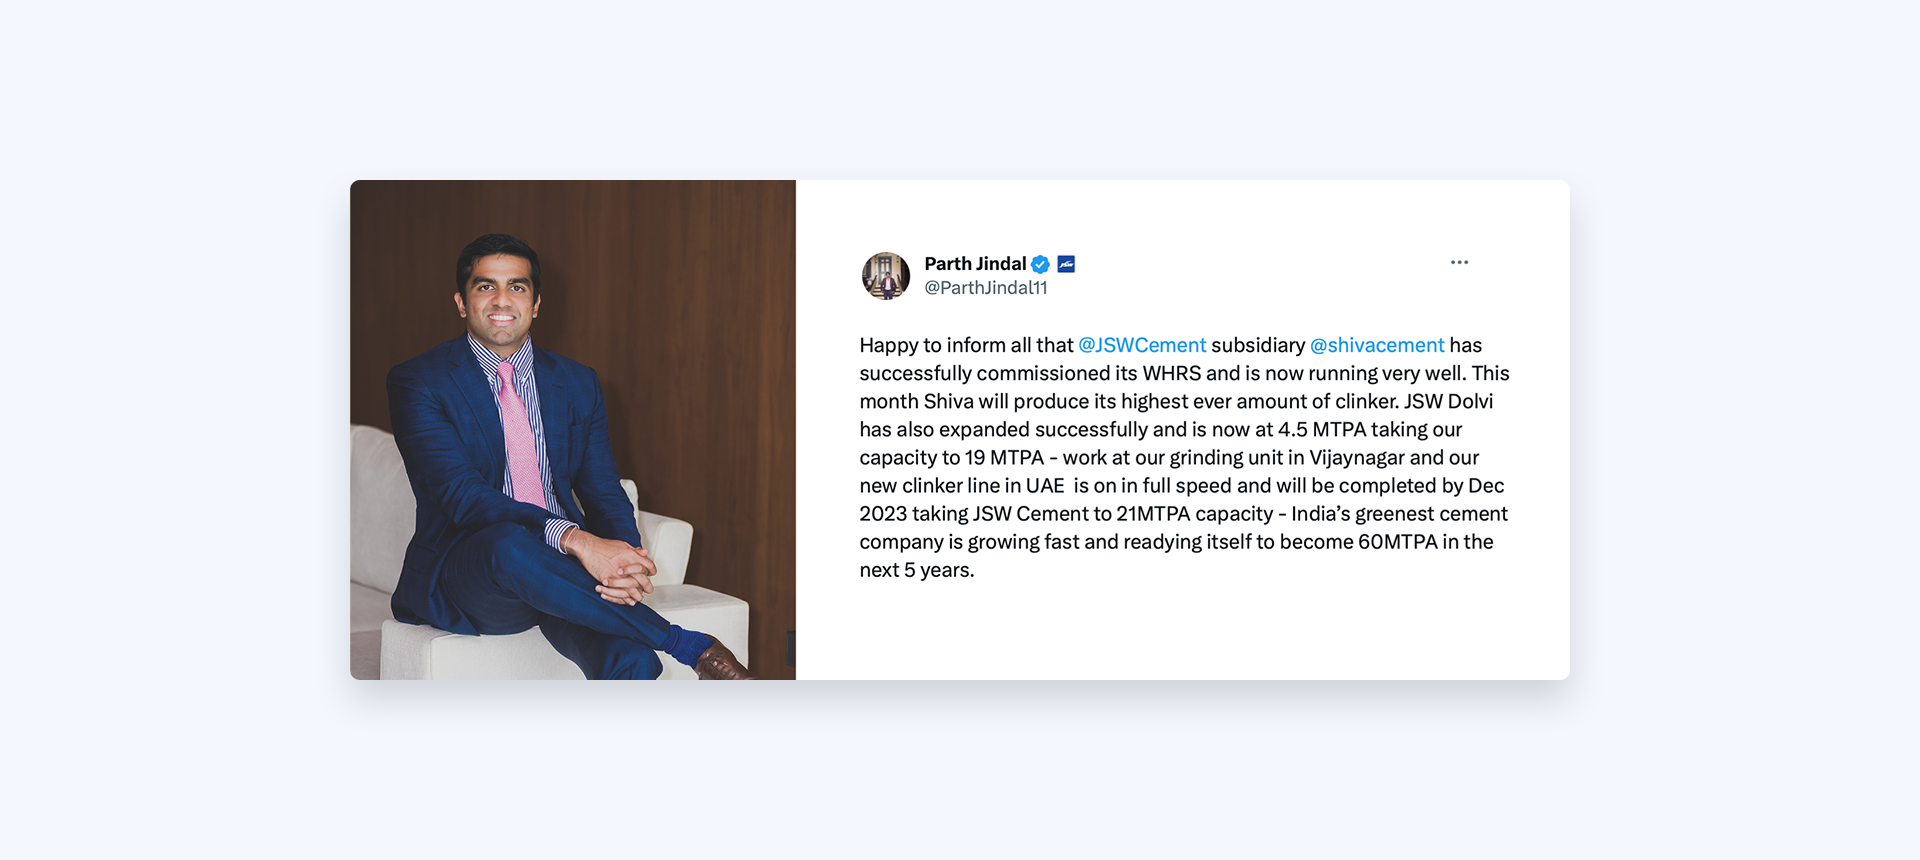 Parth Jindal
@ParthJindal11
Happy to inform all that @JSWCement subsidiary @shivacement has
successfully commissioned its WHRS and is now running very well. This
month Shiva will produce its highest ever amount of clinker. JSW Dolvi
has also expanded successfully and is now at 4.5 MTPA taking our
capacity to 19 MTPA - work at our grinding unit in Vijaynagar and our
new clinker line in UAE  is on in full speed and will be completed by Dec
2023 taking JSW Cement to 21MTPA capacity - India’s greenest cement
company is growing fast and readying itself to become 60MTPA in the
next 5 years.